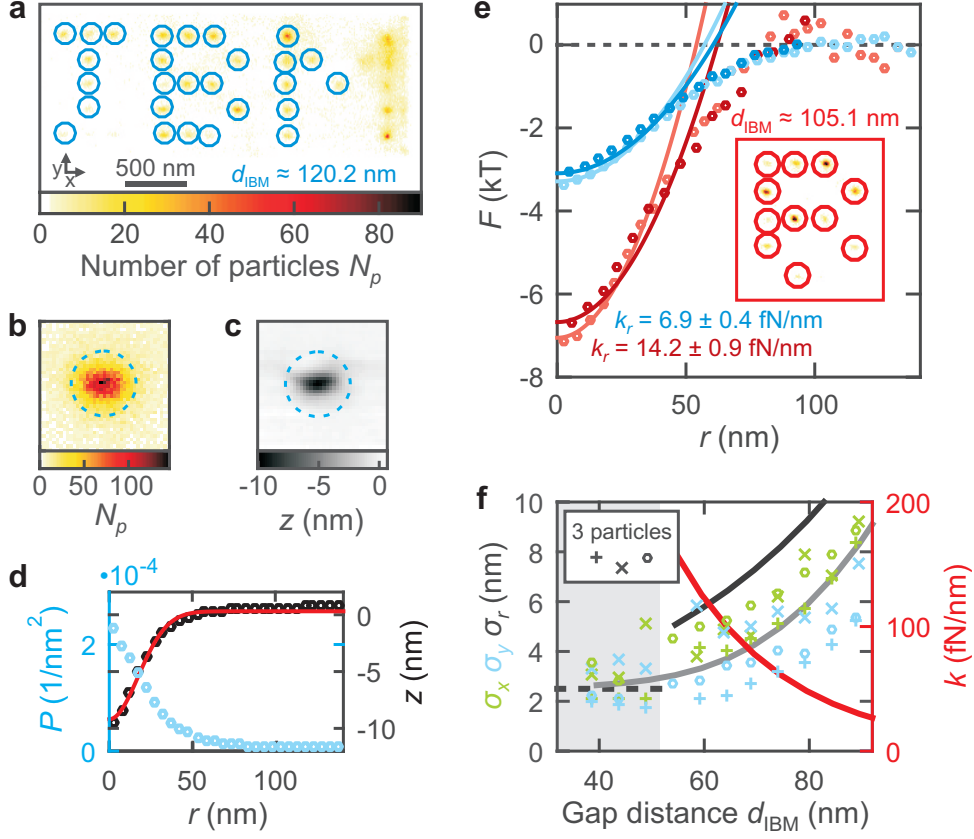 a
y
x
500 nm
d_IBM ≈ 120.2 nm
0 20 40 60 80
Number of particles N_p
b
0 50 100
N_p
c
-10 -5 0
z (nm)
d
•10⁻⁴
P (1/nm²)
2
0
0
-5
-10
z (nm)
0 50 100
r (nm)
e
F (kT)
0
-2
-4
-6
-8
d_IBM ≈ 105.1 nm
k_r = 6.9 ± 0.4 fN/nm
k_r = 14.2 ± 0.9 fN/nm
0 50 100
r (nm)
f
σ_x σ_y σ_r (nm)
10
8
6
4
2
0
3 particles
200
100
0
k (fN/nm)
40 60 80
Gap distance d_IBM (nm)